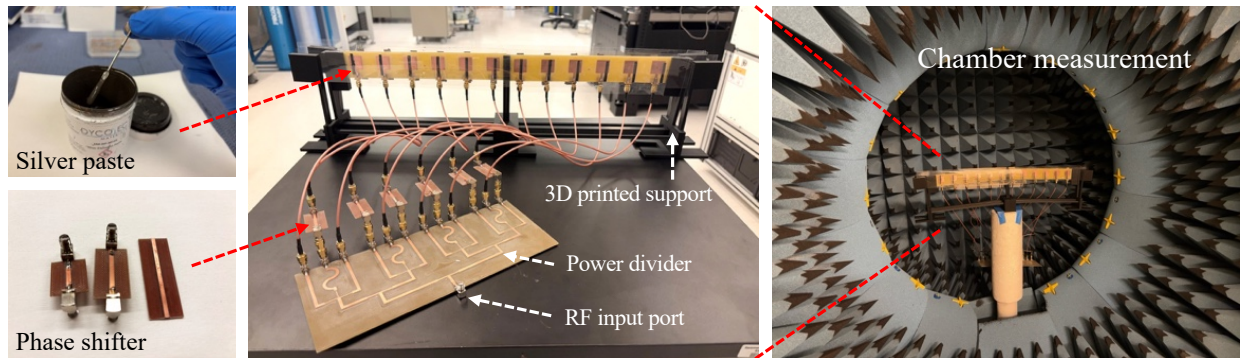 Silver paste
Phase shifter
3D printed support
Power divider
RF input port
Chamber measurement